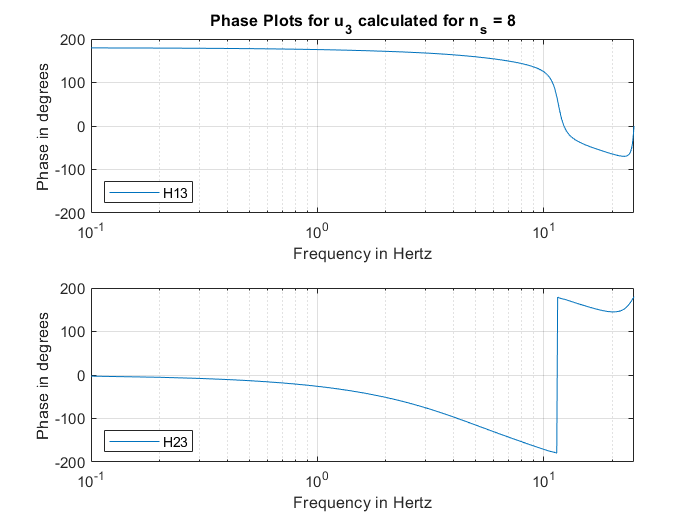 Phase Plots for u3 calculated for ns = 8
200
100
0
-100
-200
Phase in degrees
H13
10-1
100
101
Frequency in Hertz
200
100
0
-100
-200
Phase in degrees
H23
10-1
100
101
Frequency in Hertz